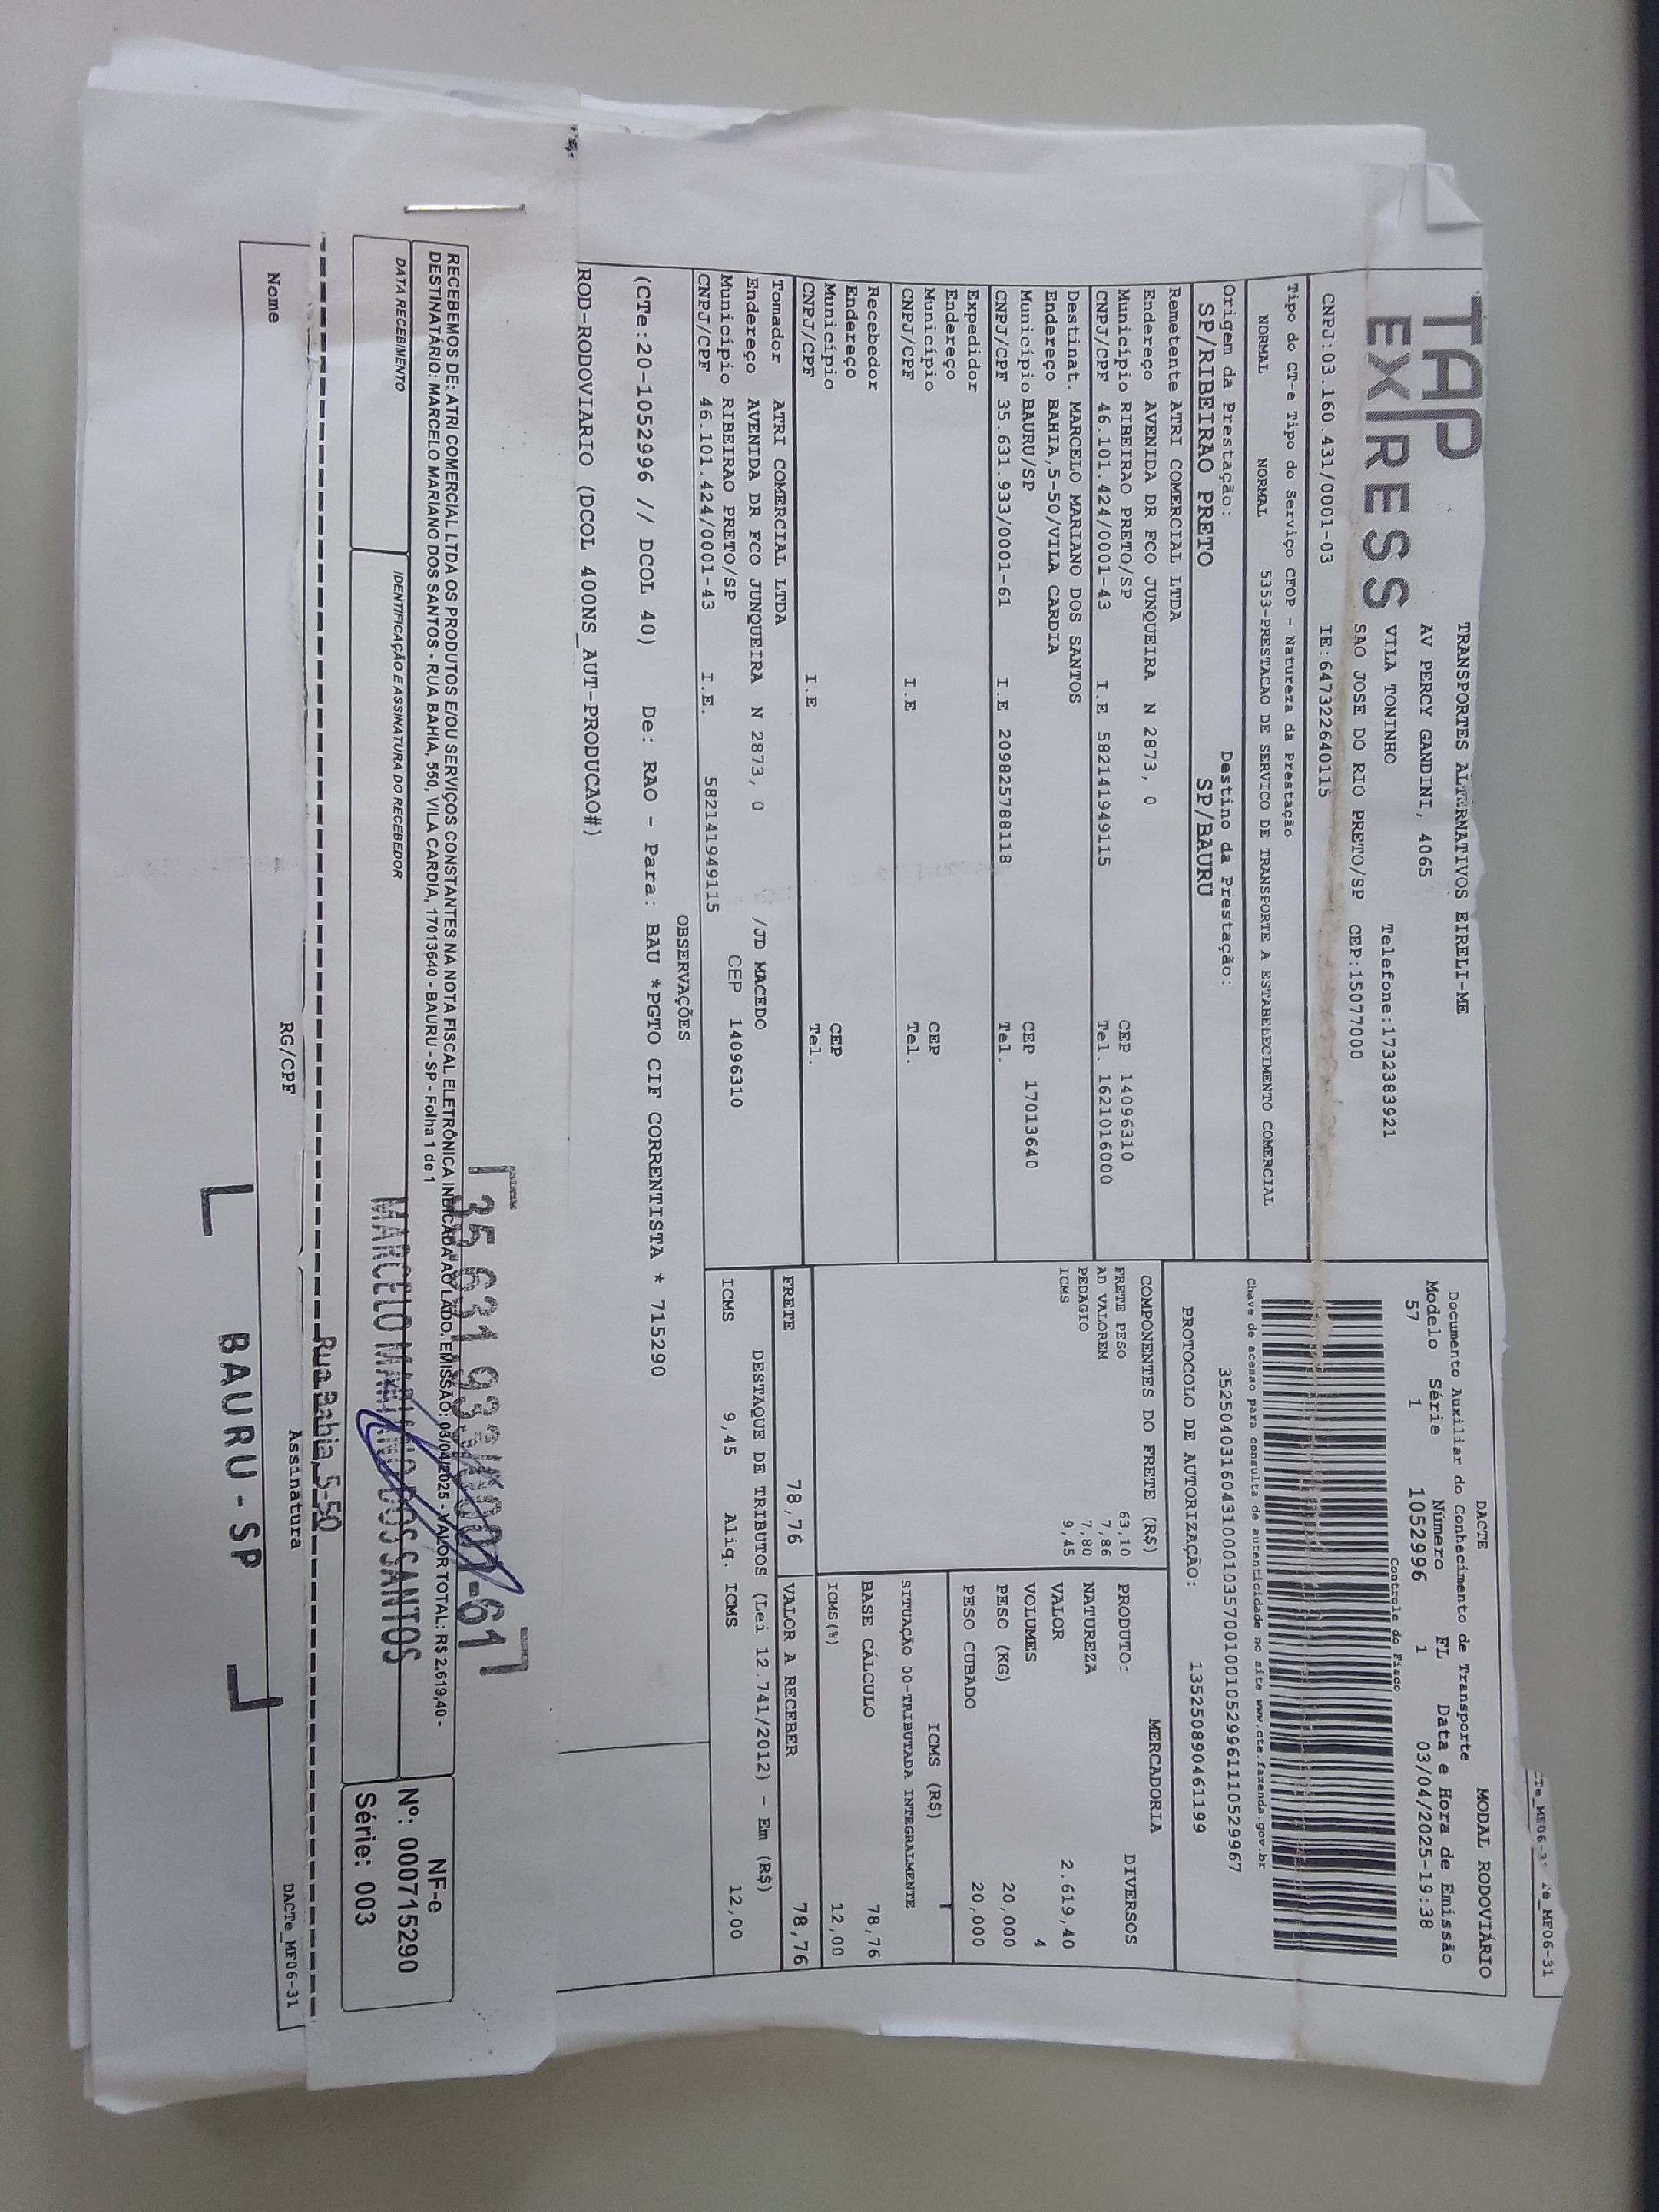 CTe_MF06-31
TAP
EXPRESS
TRANSPORTES ALTERNATIVOS EIRELI-ME
AV PERCY GANDINI, 4065
VILA TONINHO Telefone:1732383921
SAO JOSE DO RIO PRETO/SP CEP:15077000
CNPJ:03.160.431/0001-03 IE:647322640115
DACTE MODAL RODOVIÁRIO
Documento Auxiliar do Conhecimento de Transporte
Modelo Série Número FL Data e Hora de Emissão
57 1 1052996 1 03/04/2025-19:38
Controle do Fisco
Chave de acesso para consulta de autenticidade no site www.cte.fazenda.gov.br
35250403160431000103570010010529961110529967
PROTOCOLO DE AUTORIZAÇÃO: 135250890461199
Tipo do CT-e Tipo do Serviço CFOP - Natureza da Prestação
NORMAL NORMAL 5353-PRESTACAO DE SERVICO DE TRANSPORTE A ESTABELECIMENTO COMERCIAL
Origem da Prestação: Destino da Prestação:
SP/RIBEIRAO PRETO SP/BAURU
Remetente ATRI COMERCIAL LTDA
Endereço AVENIDA DR FCO JUNQUEIRA N 2873, 0
Município RIBEIRAO PRETO/SP CEP 14096310
CNPJ/CPF 46.101.424/0001-43 I.E 582141949115 Tel. 1621016000
Destinat. MARCELO MARIANO DOS SANTOS
Endereço BAHIA,5-50/VILA CARDIA
Município BAURU/SP CEP 17013640
CNPJ/CPF 35.631.933/0001-61 I.E 209825788118 Tel.
Expedidor
Endereço
Município CEP
CNPJ/CPF I.E Tel.
Recebedor
Endereço
Município CEP
CNPJ/CPF I.E Tel.
Tomador ATRI COMERCIAL LTDA
Endereço AVENIDA DR FCO JUNQUEIRA N 2873, 0 /JD MACEDO
Município RIBEIRAO PRETO/SP CEP 14096310
CNPJ/CPF 46.101.424/0001-43 I.E. 582141949115
COMPONENTES DO FRETE (R$)
FRETE PESO 63,10
AD VALOREM 7,86
PEDAGIO 7,80
ICMS 9,45
MERCADORIA
PRODUTO: DIVERSOS
NATUREZA
VALOR 2.619,40
VOLUMES 4
PESO (KG) 20,000
PESO CUBADO 20,000
ICMS (R$)
SITUAÇÃO 00-TRIBUTADA INTEGRALMENTE
BASE CÁLCULO 78,76
ICMS(%) 12,00
FRETE 78,76 VALOR A RECEBER 78,76
DESTAQUE DE TRIBUTOS (Lei 12.741/2012) - Em (R$)
ICMS 9,45 Aliq. ICMS 12,00
OBSERVAÇÕES
(CTe:20-1052996 // DCOL 40) De: RAO - Para: BAU *PGTO CIF CORRENTISTA * 715290
ROD-RODOVIARIO (DCOL 400NS_AUT-PRODUCAO#)
RECEBEMOS DE: ATRI COMERCIAL LTDA OS PRODUTOS E/OU SERVIÇOS CONSTANTES NA NOTA FISCAL ELETRÔNICA INDICADA AO LADO. EMISSÃO: 03/04/2025 - VALOR TOTAL: R$ 2.619,40 -
DESTINATÁRIO: MARCELO MARIANO DOS SANTOS - RUA BAHIA, 550, VILA CARDIA, 17013640 - BAURU - SP - Folha 1 de 1
DATA RECEBIMENTO
IDENTIFICAÇÃO E ASSINATURA DO RECEBEDOR
NF-e
Nº: 000715290
Série: 003
35 631 933/0001-61
MARCELO MARIANO DOS SANTOS
Rua Bahia, 5-50
BAURU - SP
Nome RG/CPF Assinatura
DACTe_MF06-31